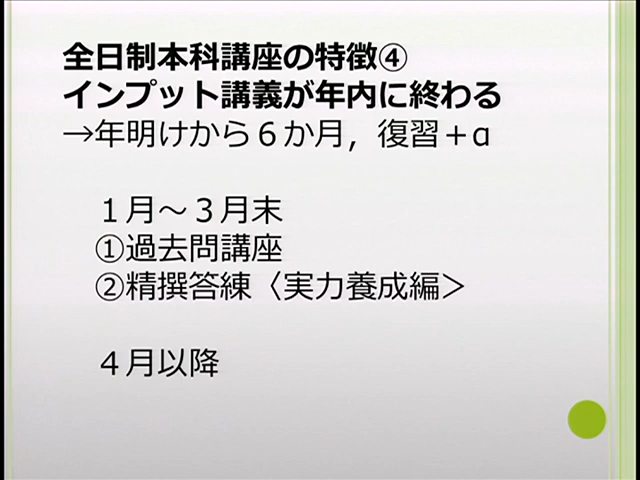 全日制本科講座の特徴④
インプット講義が年内に終わる
→年明けから６か月，復習＋α
１月～３月末
①過去問講座
②精撰答練〈実力養成編＞
４月以降